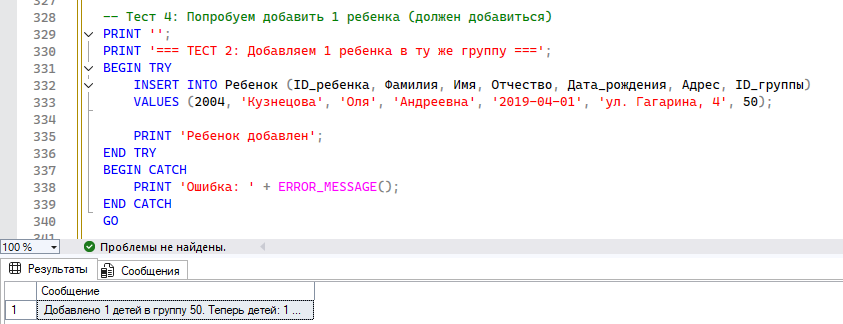 327
328 -- Тест 4: Попробуем добавить 1 ребенка (должен добавиться)
329 PRINT '';
330 PRINT '=== ТЕСТ 2: Добавляем 1 ребенка в ту же группу ===';
331 BEGIN TRY
332 INSERT INTO Ребенок (ID_ребенка, Фамилия, Имя, Отчество, Дата_рождения, Адрес, ID_группы)
333 VALUES (2004, 'Кузнецова', 'Оля', 'Андреевна', '2019-04-01', 'ул. Гагарина, 4', 50);
334
335 PRINT 'Ребенок добавлен';
336 END TRY
337 BEGIN CATCH
338 PRINT 'Ошибка: ' + ERROR_MESSAGE();
339 END CATCH
340 GO
341
100 % Проблемы не найдены.
Результаты Сообщения
Сообщение
1 Добавлено 1 детей в группу 50. Теперь детей: 1 ...